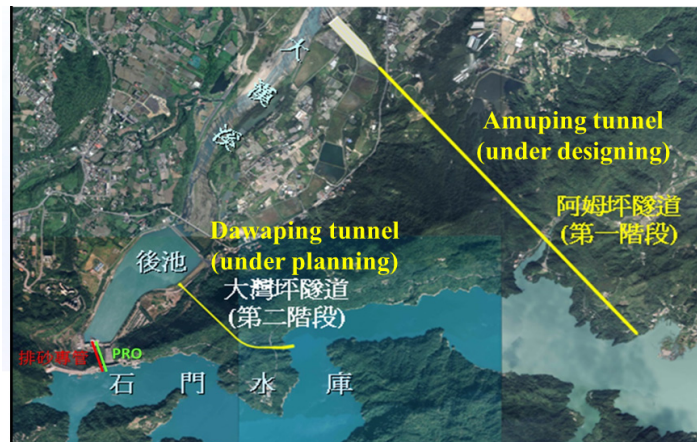 大漢溪
Amuping tunnel
(under designing)
阿姆坪隧道
(第一階段)
Dawaping tunnel
(under planning)
後池
大灣坪隧道
(第二階段)
排砂專管
PRO
石門水庫